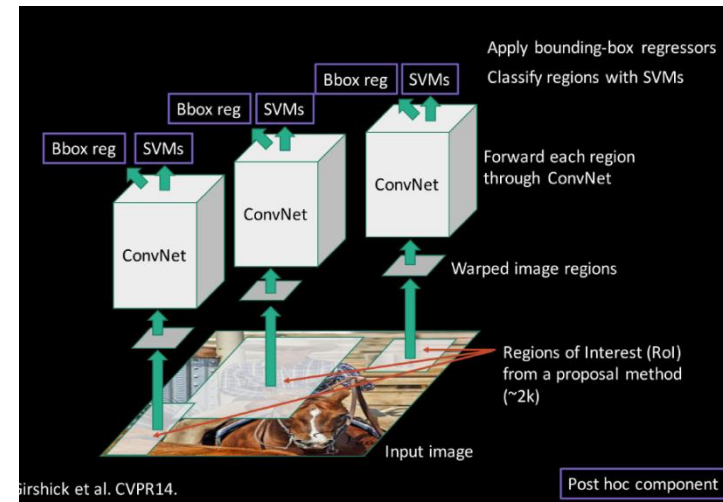 Apply bounding-box regressors
Bbox reg SVMs
Classify regions with SVMs
Bbox reg SVMs
Bbox reg SVMs
Forward each region
through ConvNet
ConvNet
ConvNet
ConvNet
Warped image regions
Regions of Interest (RoI)
from a proposal method
(~2k)
Input image
Girshick et al. CVPR14.
Post hoc component